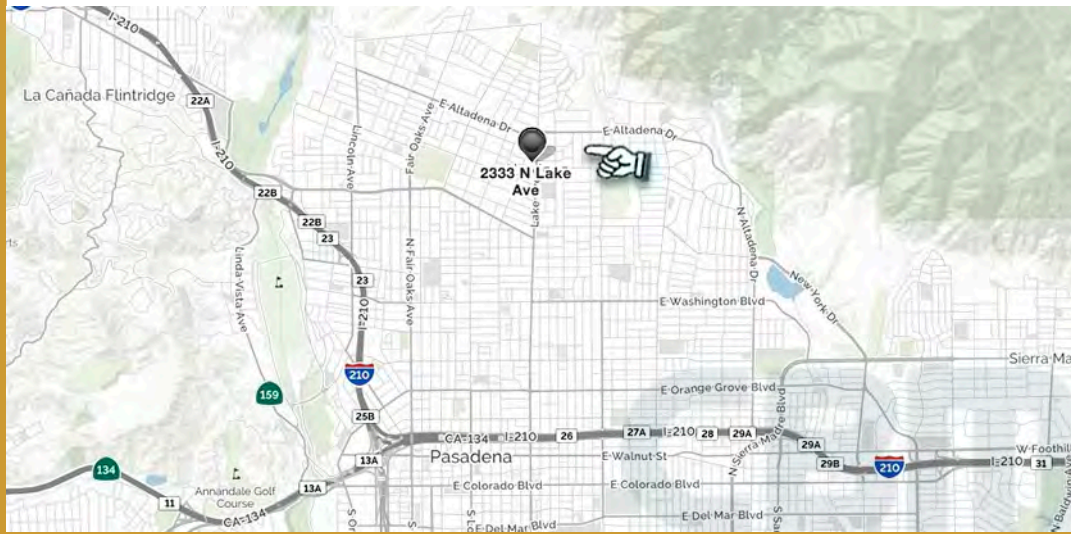 I-210
La Cañada Flintridge
22A
I-210
22B
22B
23
23
I-210
210
25B
Lincoln Ave
Fair Oaks Ave
N Fair Oaks Ave
E Altadena Dr
E Altadena Dr
2333 N Lake
Ave
Lake Ave
N Altadena Dr
New York Dr
Linda Vista Ave
E Washington Blvd
Sierra Ma
159
E Orange Grove Blvd
CA-134
I-210
26
27A
I-210
28
29A
29A
29B
210
I-210
31
W Foothill
N Sierra Madre Blvd
N Baldwin Ave
13A
Pasadena
E Walnut St
134
11
Annandale Golf
Course
13A
CA-134
E Colorado Blvd
E Colorado Blvd
E Del Mar Blvd
E Del Mar Blvd